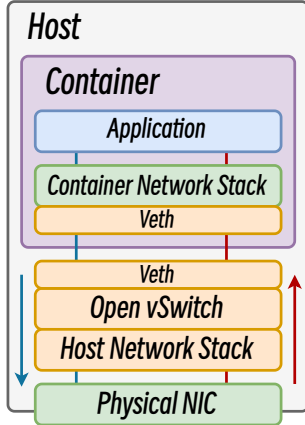 Host
Container
Application
Container Network Stack
Veth
Veth
Open vSwitch
Host Network Stack
Physical NIC